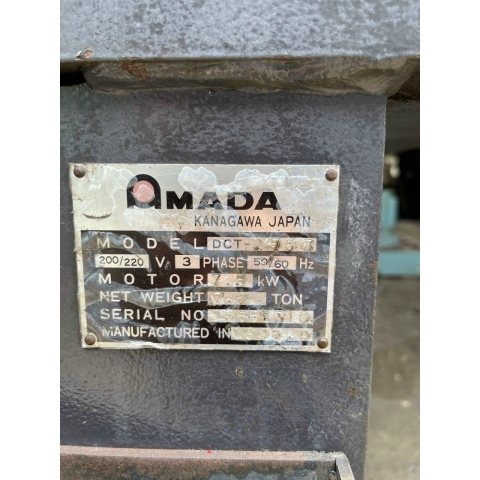 AMADA
KANAGAWA JAPAN
MODEL DCT-
200/220 V 3 PHASE 50/60 Hz
MOTOR kW
NET WEIGHT TON
SERIAL NO
MANUFACTURED IN